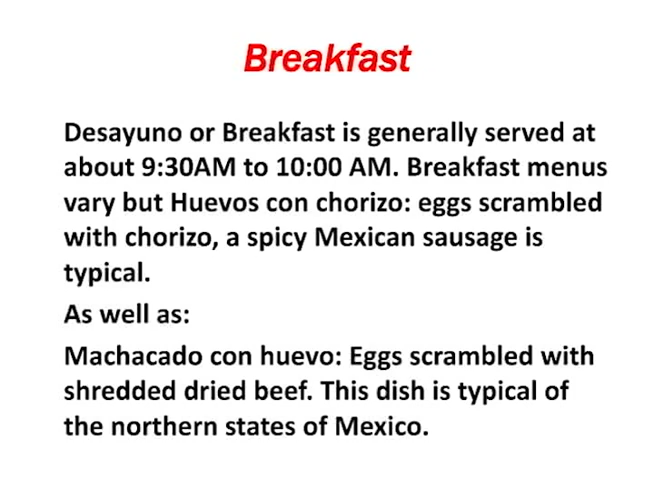 Breakfast
Desayuno or Breakfast is generally served at
about 9:30AM to 10:00 AM. Breakfast menus
vary but Huevos con chorizo: eggs scrambled
with chorizo, a spicy Mexican sausage is
typical.
As well as:
Machacado con huevo: Eggs scrambled with
shredded dried beef. This dish is typical of
the northern states of Mexico.